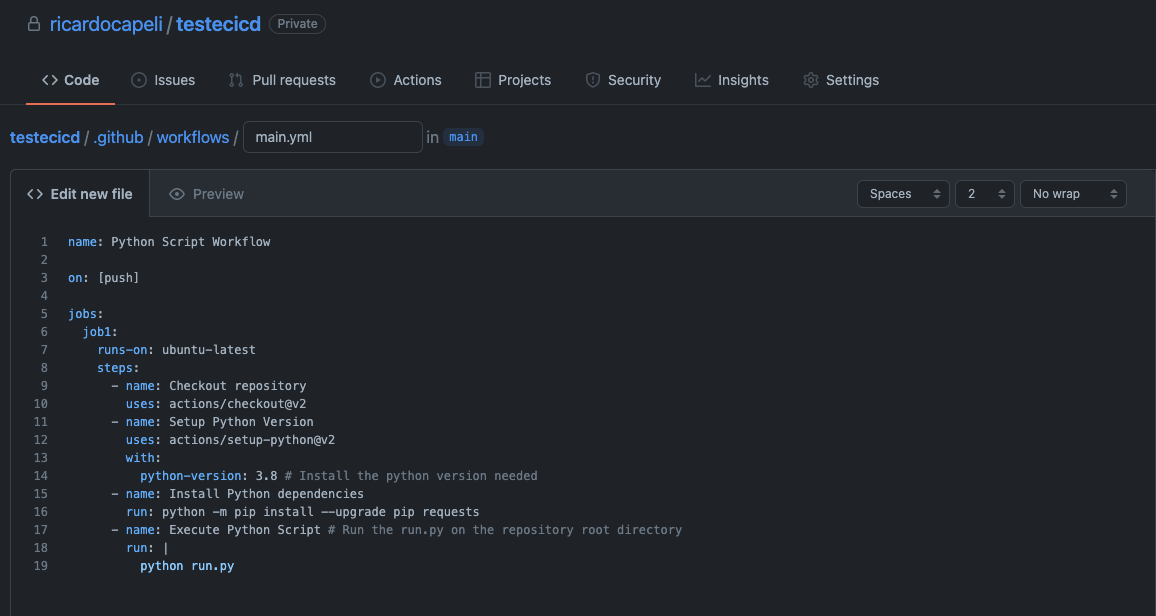 ricardocapeli / testecicd Private
Code Issues Pull requests Actions Projects Security Insights Settings
testecicd / .github / workflows / main.yml in main
Edit new file Preview Spaces 2 No wrap
1 name: Python Script Workflow
2
3 on: [push]
4
5 jobs:
6   job1:
7     runs-on: ubuntu-latest
8     steps:
9       - name: Checkout repository
10         uses: actions/checkout@v2
11       - name: Setup Python Version
12         uses: actions/setup-python@v2
13         with:
14           python-version: 3.8 # Install the python version needed
15       - name: Install Python dependencies
16         run: python -m pip install --upgrade pip requests
17       - name: Execute Python Script # Run the run.py on the repository root directory
18         run: |
19           python run.py